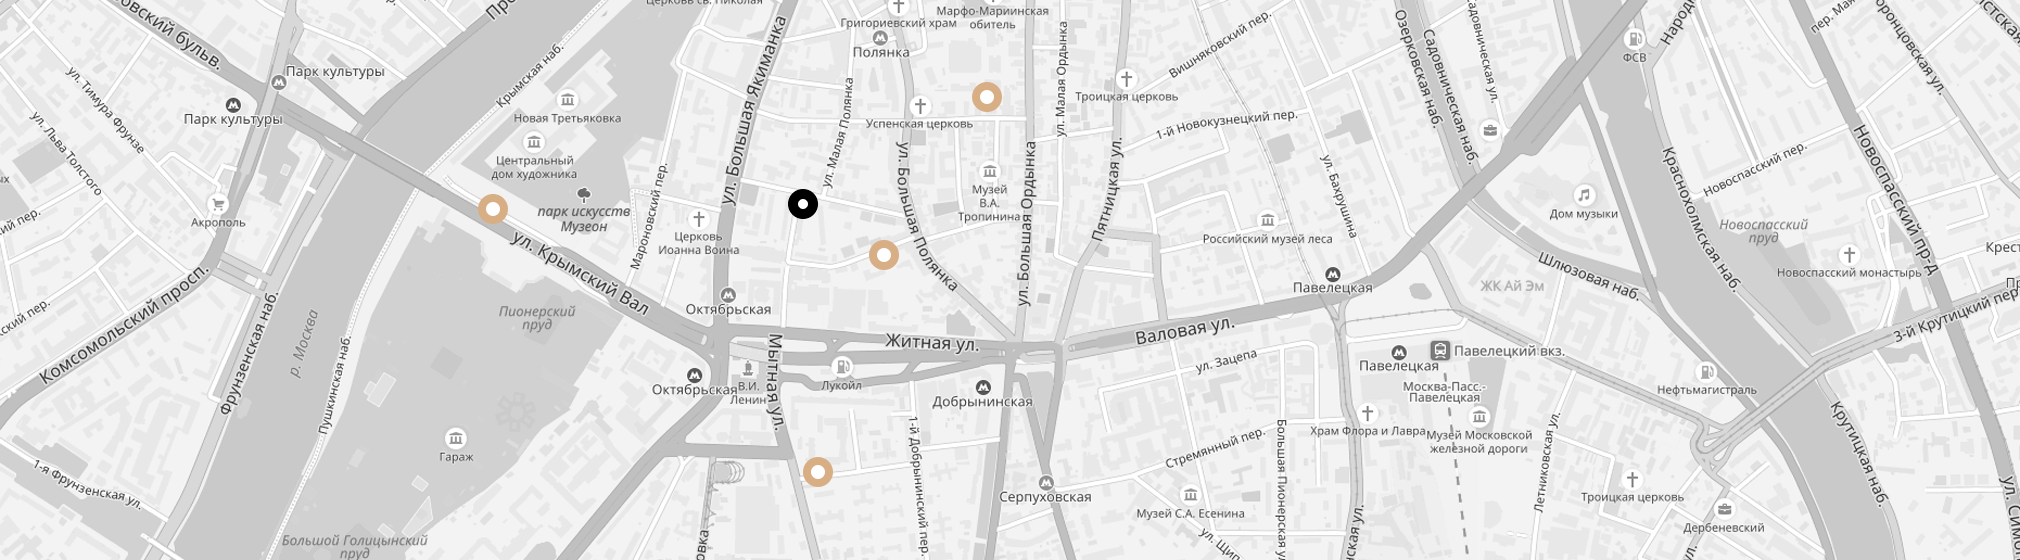 овский бульв.
Парк культуры
Парк культуры
ул. Тимура Фрунзе
ул. Льва Толстого
Акрополь
Комсомольский просп.
Фрунзенская наб.
1-я Фрунзенская ул.
р. Москва
Пушкинская наб.
Крымская наб.
Новая Третьяковка
Центральный
дом художника
парк искусств
Музеон
ул. Крымский Вал
Пионерский
пруд
Гараж
Большой Голицынский
пруд
Церковь св. Николая
Мароновский пер.
Церковь
Иоанна Воина
ул. Большая Якиманка
Октябрьская
Октябрьская
В.И.
Ленин
Мытная ул.
Григориевский храм
Марфо-Мариинская
обитель
Полянка
ул. Малая Полянка
Успенская церковь
ул. Большая Полянка
Музей
В.А.
Тропинина
ул. Большая Ордынка
ул. Малая Ордынка
Житная ул.
Лукойл
Добрынинская
1-й Добрынинский пер.
Серпуховская
Троицкая церковь
Вишняковский пер.
1-й Новокузнецкий пер.
Пятницкая ул.
ул. Бахрушина
Российский музей леса
Павелецкая
Валовая ул.
ул. Зацепа
Стремянный пер.
Музей С.А. Есенина
ул. Щип
Большая Пионерская у
Храм Флора и Лавра
Павелецкая
Павелецкий вкз.
Москва-Пасс.-
Павелецкая
Музей Московской
железной дороги
Озерковская наб.
Садовническая наб.
Садовническая ул.
ЖК Ай Эм
Шлюзовая наб.
Дом музыки
ФСВ
Народн
Краснохолмская наб.
Новоспасский пер.
Новоспасский
пруд
Новоспасский монастырь
Новоспасский пр-д
3-й Крутицкий пер.
Крест
Нефтьмагистраль
Летниковская ул.
Троицкая церковь
Дербеневский
Крутицкая наб.